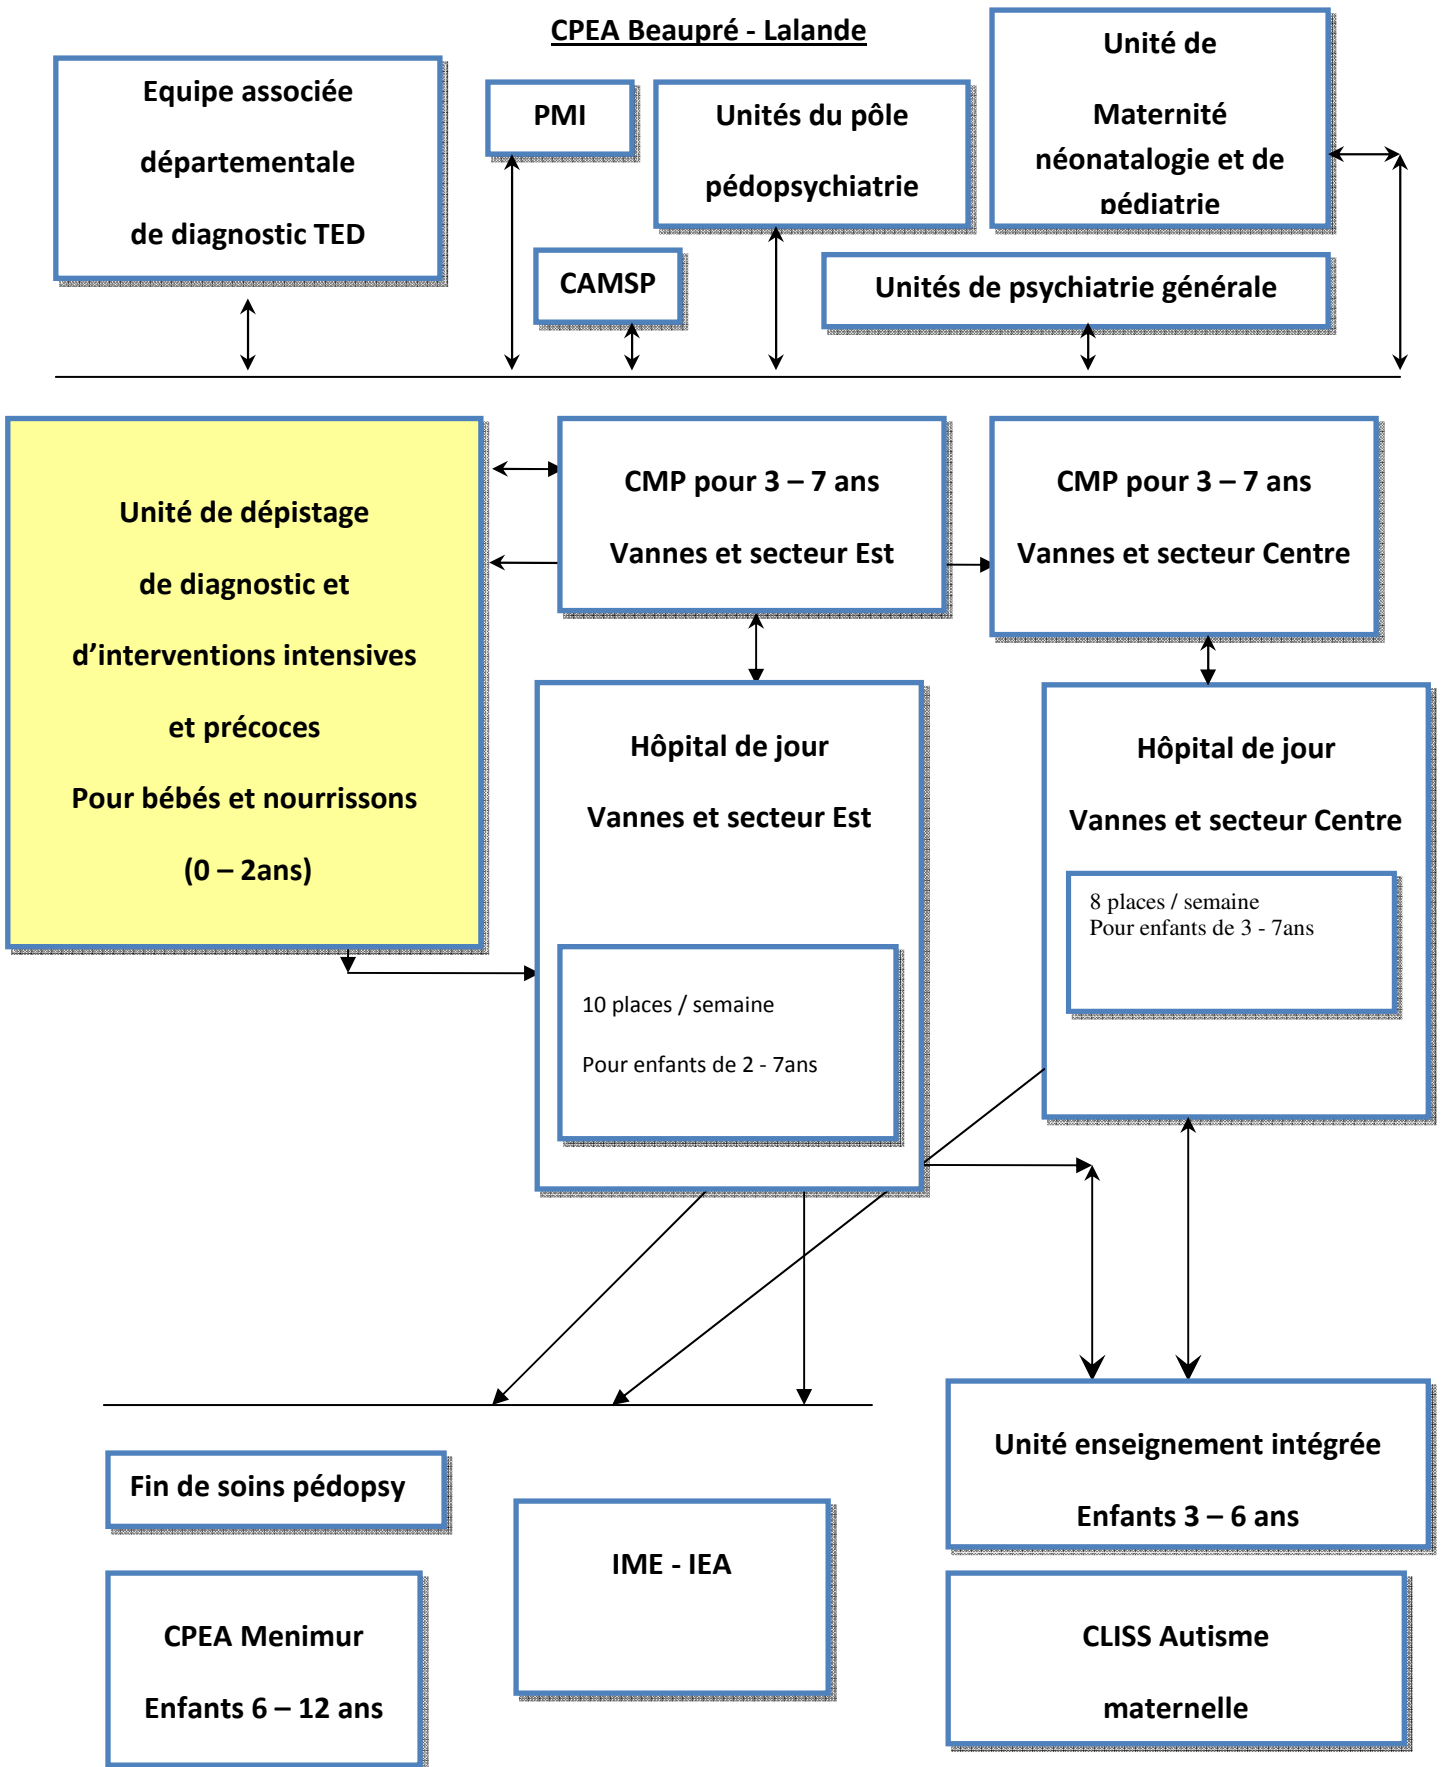 CPEA Beaupré - Lalande
Equipe associée
départementale
de diagnostic TED
PMI
Unités du pôle
pédopsychiatrie
Unité de
Maternité
néonatalogie et de
pédiatrie
CAMSP
Unités de psychiatrie générale
Unité de dépistage
de diagnostic et
d’interventions intensives
et précoces
Pour bébés et nourrissons
(0 – 2ans)
CMP pour 3 – 7 ans
Vannes et secteur Est
CMP pour 3 – 7 ans
Vannes et secteur Centre
Hôpital de jour
Vannes et secteur Est
10 places / semaine
Pour enfants de 2 - 7ans
Hôpital de jour
Vannes et secteur Centre
8 places / semaine
Pour enfants de 3 - 7ans
Fin de soins pédopsy
CPEA Menimur
Enfants 6 – 12 ans
IME - IEA
Unité enseignement intégrée
Enfants 3 – 6 ans
CLISS Autisme
maternelle